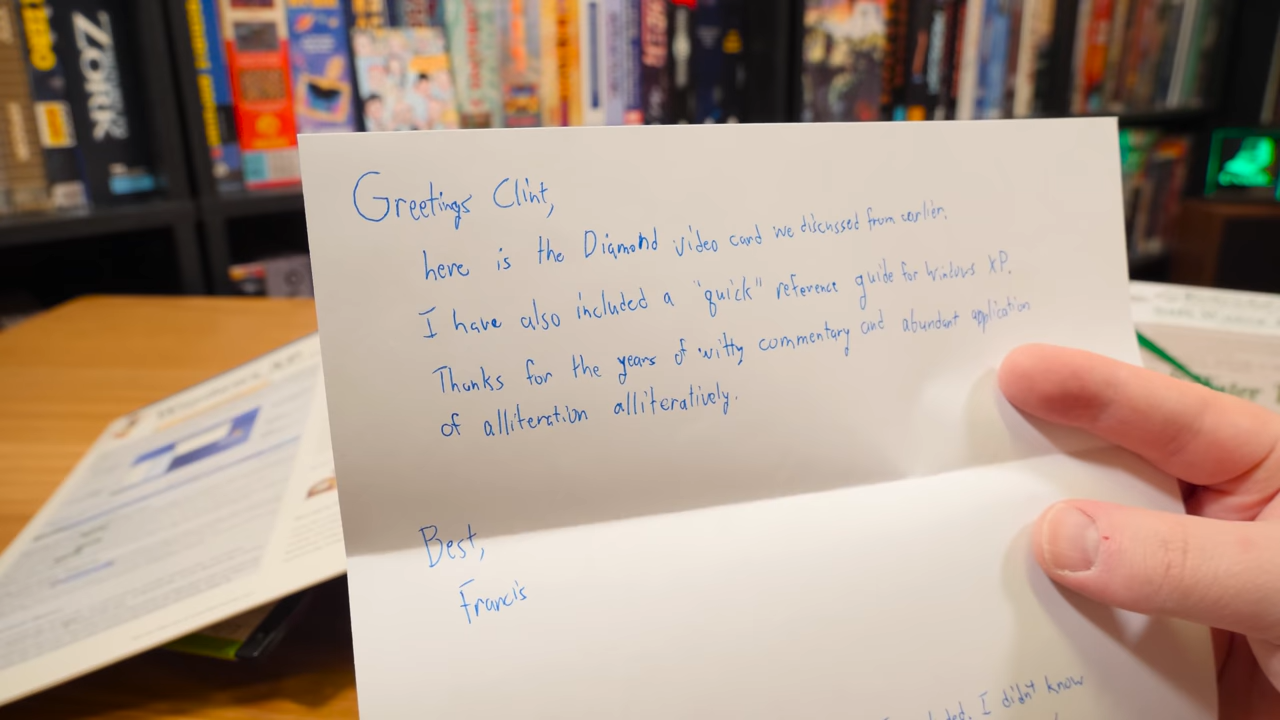 ZORK
Greetings Clint,
here is the Diamond video card we discussed from earlier.
I have also included a "quick" reference guide for Windows XP.
Thanks for the years of witty commentary and abundant application
of alliteration alliteratively.
Best,
Francis
I didn't know